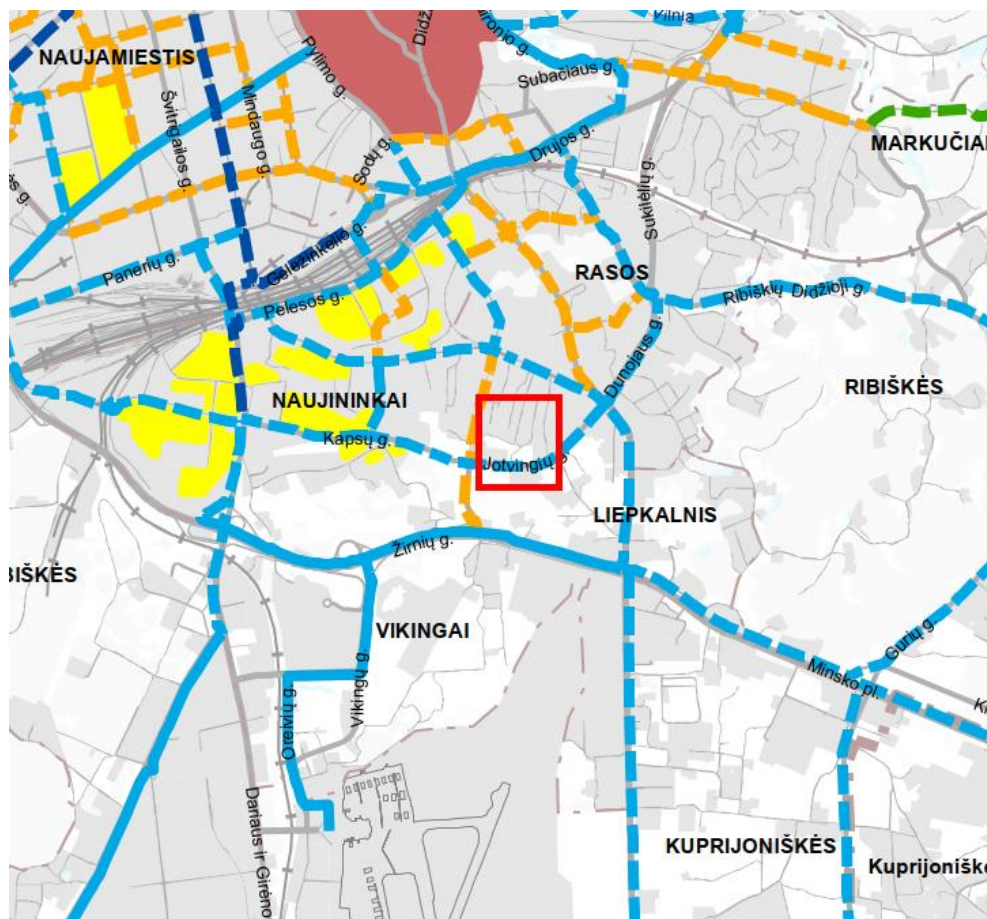 Vilnia
NAUJAMIESTIS
Pylimo g.
Subačiaus g.
Švitrigailos g.
Mindaugo g.
Sodų g.
Drujos g.
MARKUČIAI
Sukilėlių g.
Geležinkelio g.
Panerių g.
RASOS
Pelesos g.
Ribiškių Didžioji g.
Dunojaus g.
RIBIŠKĖS
NAUJININKAI
Kapsų g.
Jotvingių g.
LIEPKALNIS
Žirnių g.
BIŠKĖS
VIKINGAI
Gurių g.
Minsko pl.
Oreivių g.
Vikingų g.
Dariaus ir Girėno
KUPRIJONIŠKĖS
Kuprijonišk